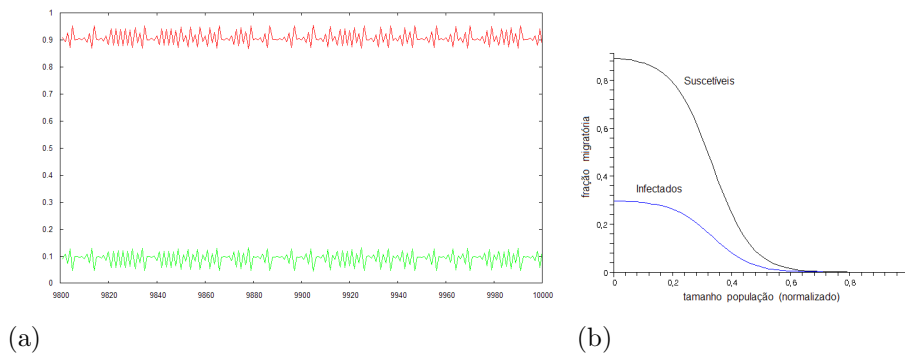 1
0.9
0.8
0.7
0.6
0.5
0.4
0.3
0.2
0.1
0
9800 9820 9840 9860 9880 9900 9920 9940 9960 9980 10000
(a)
fração migratória
0,8
0,6
0,4
0,2
0
Suscetíveis
Infectados
0 0,2 0,4 0,6 0,8
tamanho população (normalizado)
(b)